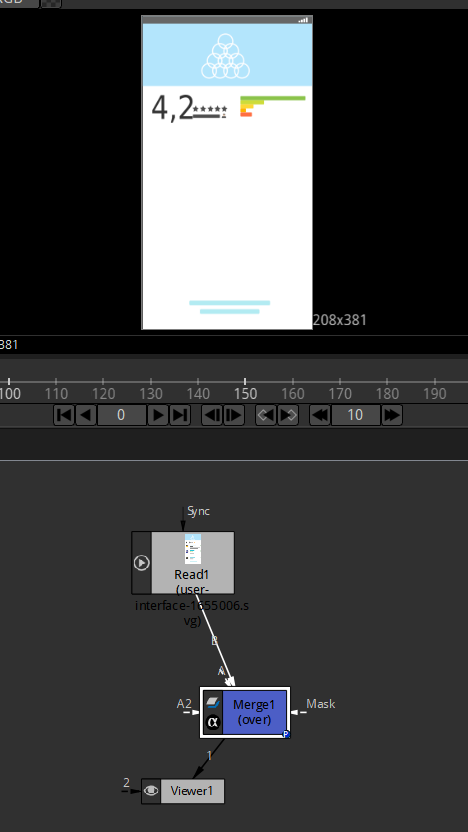 4,2
208x381
381
100 110 120 130 140 150 160 170 180 190
0
10
Sync
Read1
(user-
interface-1655006.s
vg)
B
A
A2
Merge1
(over)
α
P
Mask
1
2
Viewer1